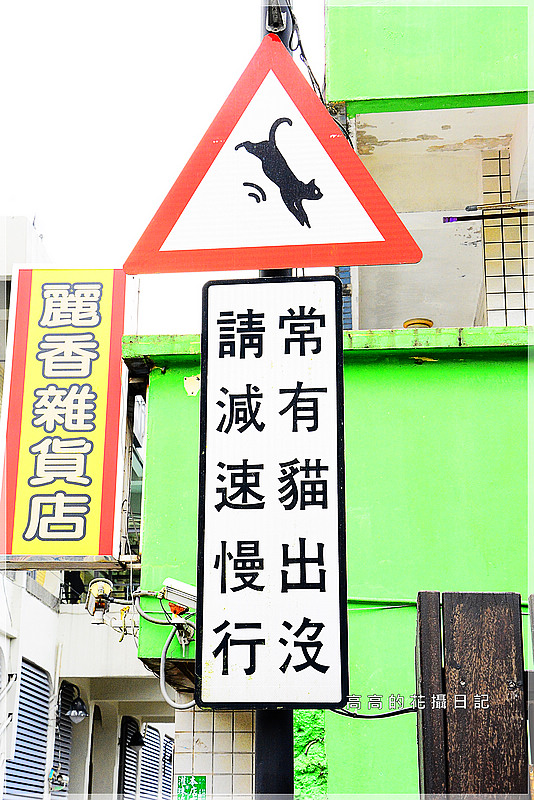 常有貓出沒
請減速慢行
麗香雜貨店
高高的花攝日記